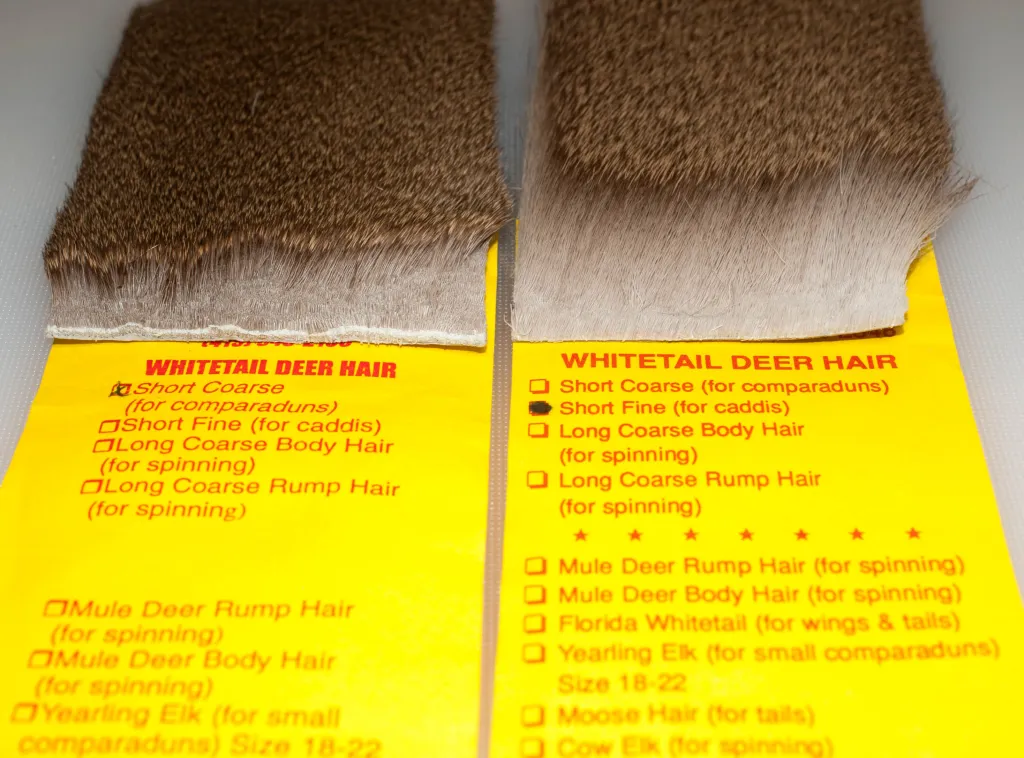 WHITETAIL DEER HAIR
Short Coarse
(for comparaduns)
Short Fine (for caddis)
Long Coarse Body Hair
(for spinning)
Long Coarse Rump Hair
(for spinning)
Mule Deer Rump Hair
(for spinning)
Mule Deer Body Hair
(for spinning)
Yearling Elk (for small
comparaduns) Size 18-22
WHITETAIL DEER HAIR
Short Coarse (for comparaduns)
Short Fine (for caddis)
Long Coarse Body Hair
(for spinning)
Long Coarse Rump Hair
(for spinning)
Mule Deer Rump Hair (for spinning)
Mule Deer Body Hair (for spinning)
Florida Whitetail (for wings & tails)
Yearling Elk (for small comparaduns)
Size 18-22
Moose Hair (for tails)
Cow Elk (for spinning)